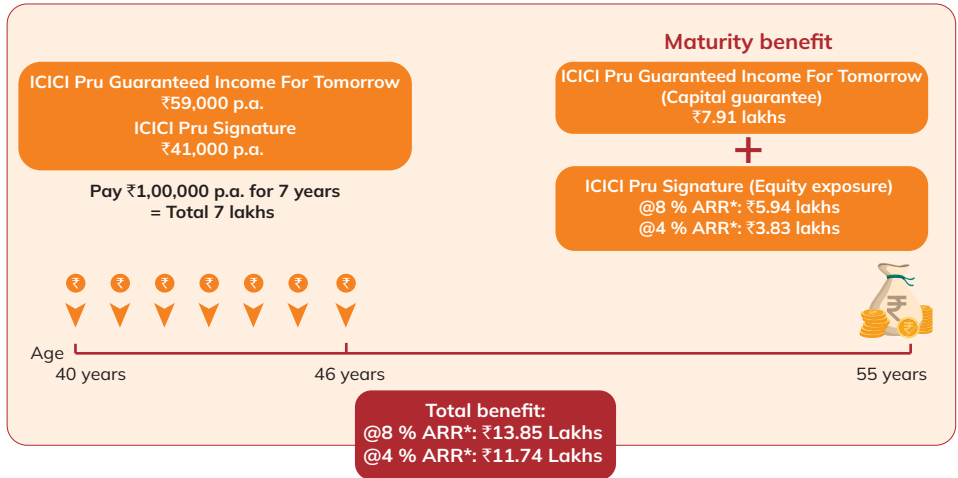 Maturity benefit
ICICI Pru Guaranteed Income For Tomorrow
₹59,000 p.a.
ICICI Pru Signature
₹41,000 p.a.
Pay ₹1,00,000 p.a. for 7 years
= Total 7 lakhs
ICICI Pru Guaranteed Income For Tomorrow
(Capital guarantee)
₹7.91 lakhs
+
ICICI Pru Signature (Equity exposure)
@8 % ARR*: ₹5.94 lakhs
@4 % ARR*: ₹3.83 lakhs
₹ ₹ ₹ ₹ ₹ ₹ ₹
₹
₹
Age
40 years 46 years 55 years
Total benefit:
@8 % ARR*: ₹13.85 Lakhs
@4 % ARR*: ₹11.74 Lakhs